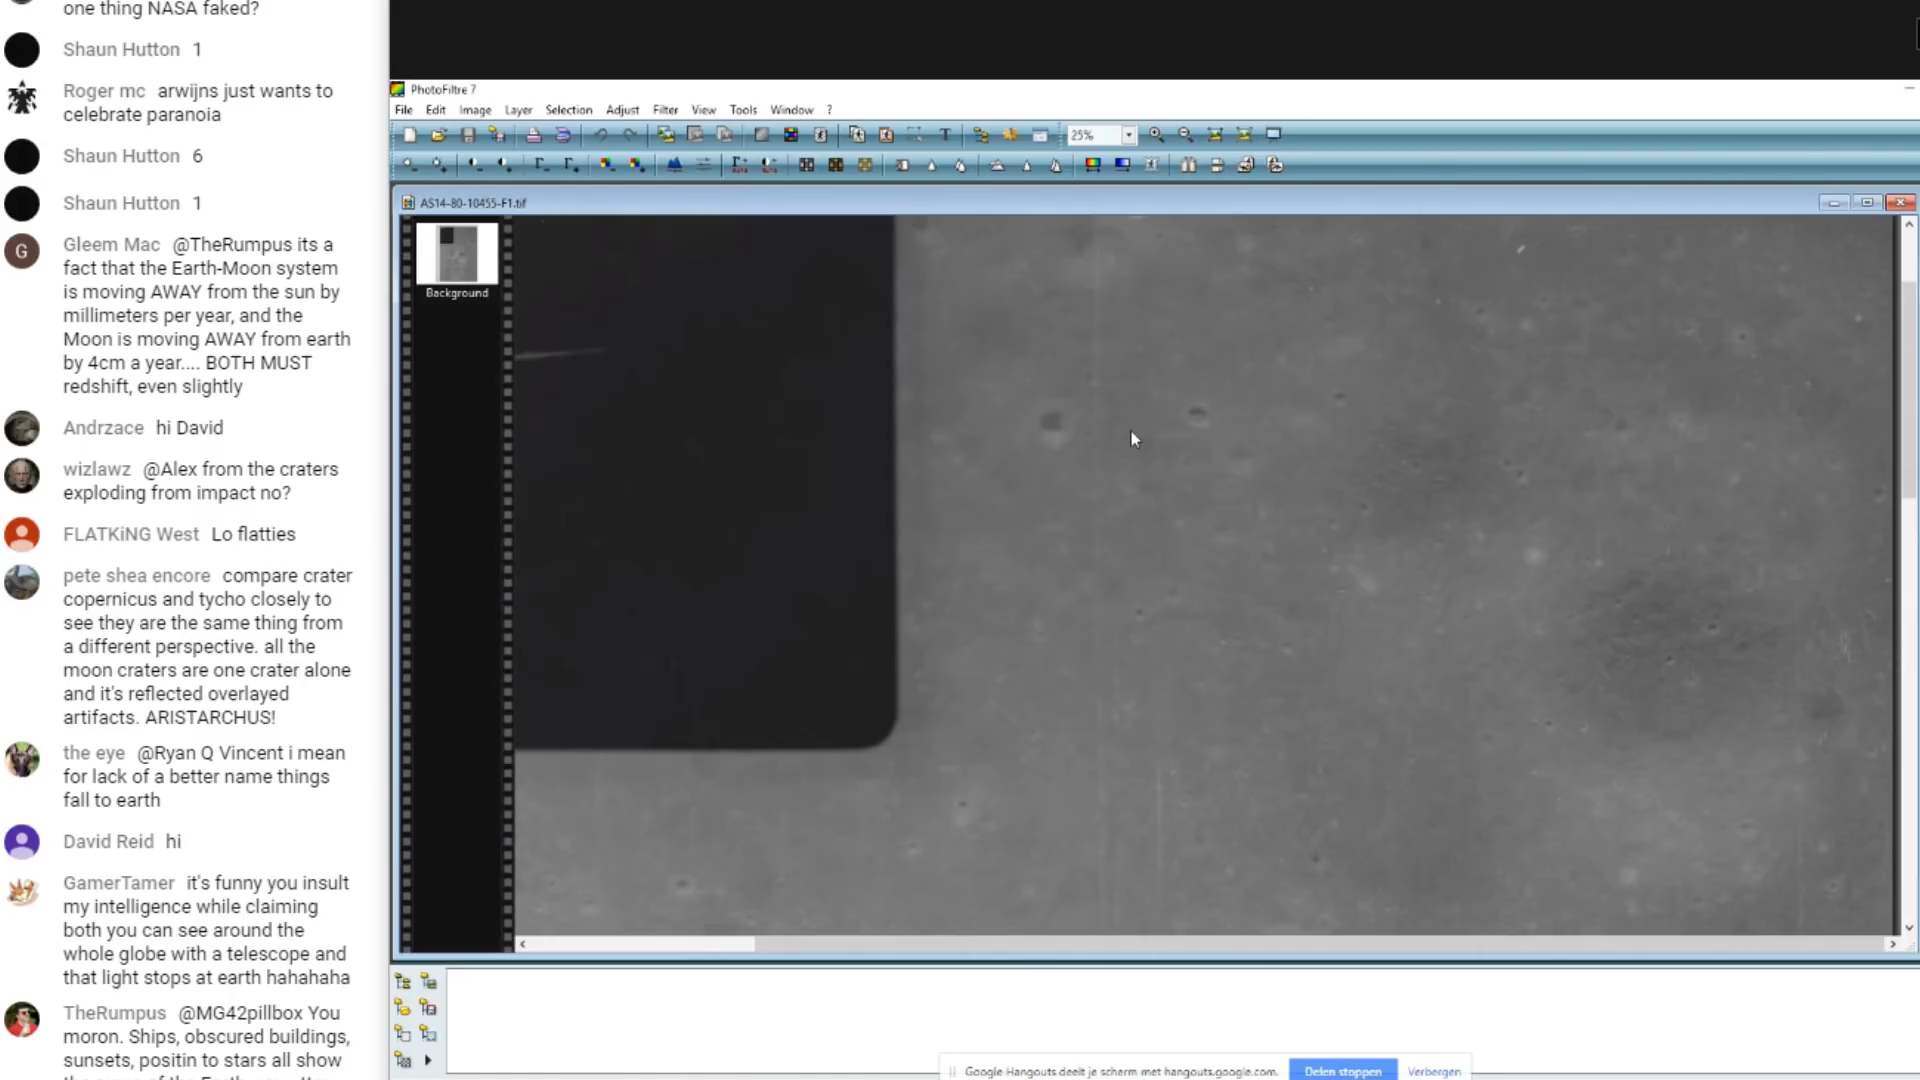 one thing NASA faked?
Shaun Hutton 1
Roger mc arwijns just wants to
celebrate paranoia
Shaun Hutton 6
Shaun Hutton 1
G
Gleem Mac @TheRumpus its a
fact that the Earth-Moon system
is moving AWAY from the sun by
millimeters per year, and the
Moon is moving AWAY from earth
by 4cm a year.... BOTH MUST
redshift, even slightly
Andrzace hi David
wizlawz @Alex from the craters
exploding from impact no?
FLATKiNG West Lo flatties
pete shea encore compare crater
copernicus and tycho closely to
see they are the same thing from
a different perspective. all the
moon craters are one crater alone
and it's reflected overlayed
artifacts. ARISTARCHUS!
the eye @Ryan Q Vincent i mean
for lack of a better name things
fall to earth
David Reid hi
GamerTamer it's funny you insult
my intelligence while claiming
both you can see around the
whole globe with a telescope and
that light stops at earth hahahaha
TheRumpus @MG42pillbox You
moron. Ships, obscured buildings,
sunsets, positin to stars all show
PhotoFiltre 7
File Edit Image Layer Selection Adjust Filter View Tools Window ?
25%
AS14-80-10455-F1.tif
Background
Google Hangouts deelt je scherm met hangouts.google.com. Delen stoppen Verbergen